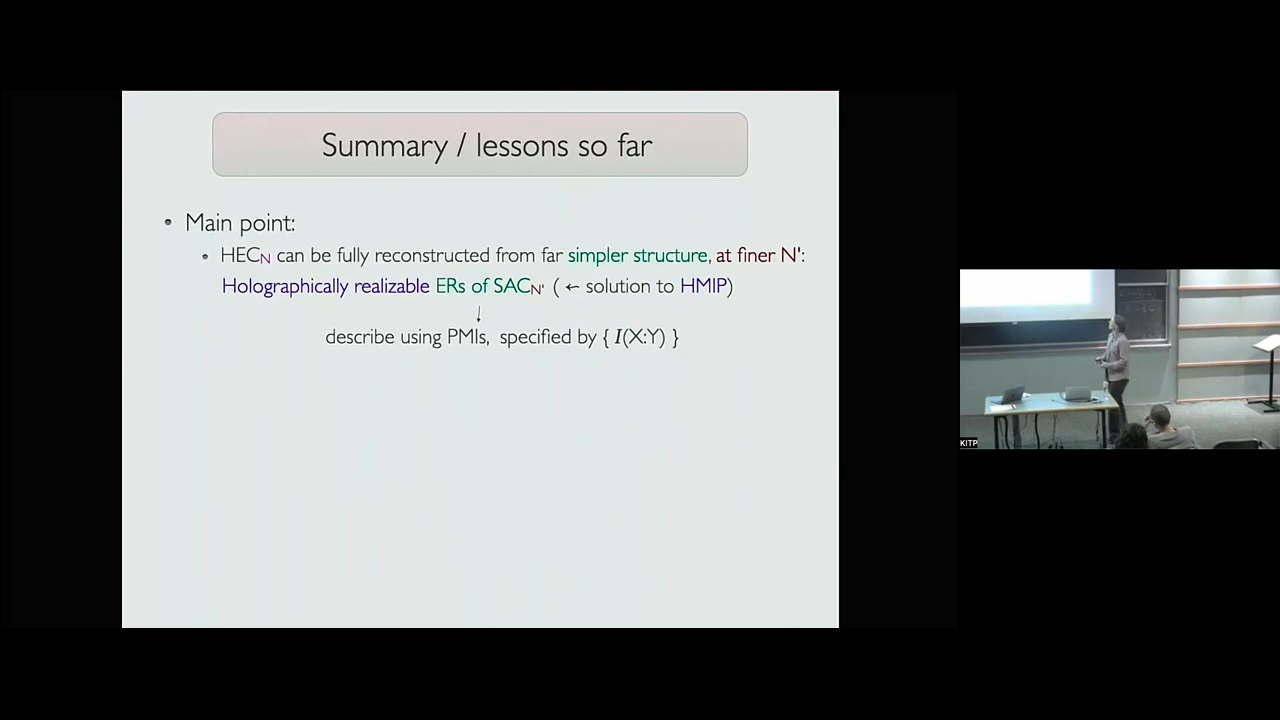 Summary / lessons so far
• Main point:
• HEC_N can be fully reconstructed from far simpler structure, at finer N':
Holographically realizable ERs of SAC_N' ( ← solution to HMIP)
↓
describe using PMIs, specified by { I(X:Y) }
KITP